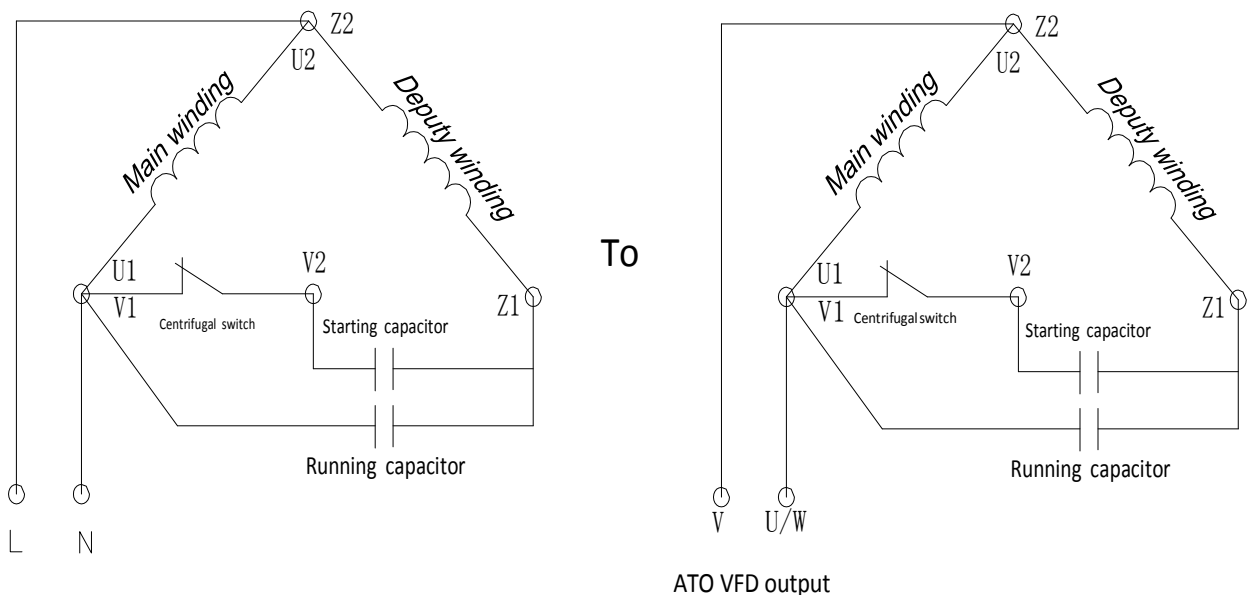 Z2
U2
Main winding
Deputy winding
U1
V1
V2
Z1
Centrifugal switch
Starting capacitor
Running capacitor
L
N
To
Z2
U2
Main winding
Deputy winding
U1
V1
V2
Z1
Centrifugal switch
Starting capacitor
Running capacitor
V
U/W
ATO VFD output